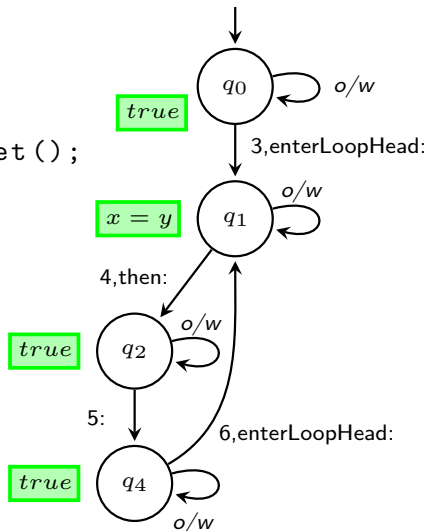 q0
o/w
true
et();
3,enterLoopHead:
o/w
x = y
q1
4,then:
o/w
true
q2
5:
6,enterLoopHead:
true
q4
o/w